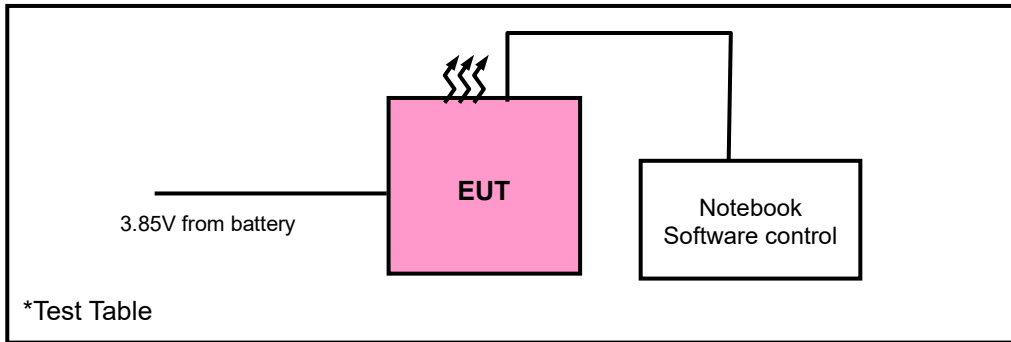 EUT
3.85V from battery
Notebook
Software control
*Test Table